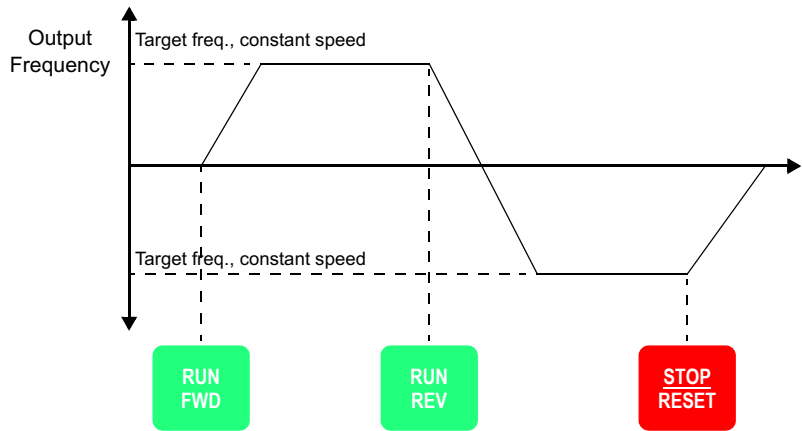 Output
Frequency
Target freq., constant speed
Target freq., constant speed
RUN
FWD
RUN
REV
STOP
RESET